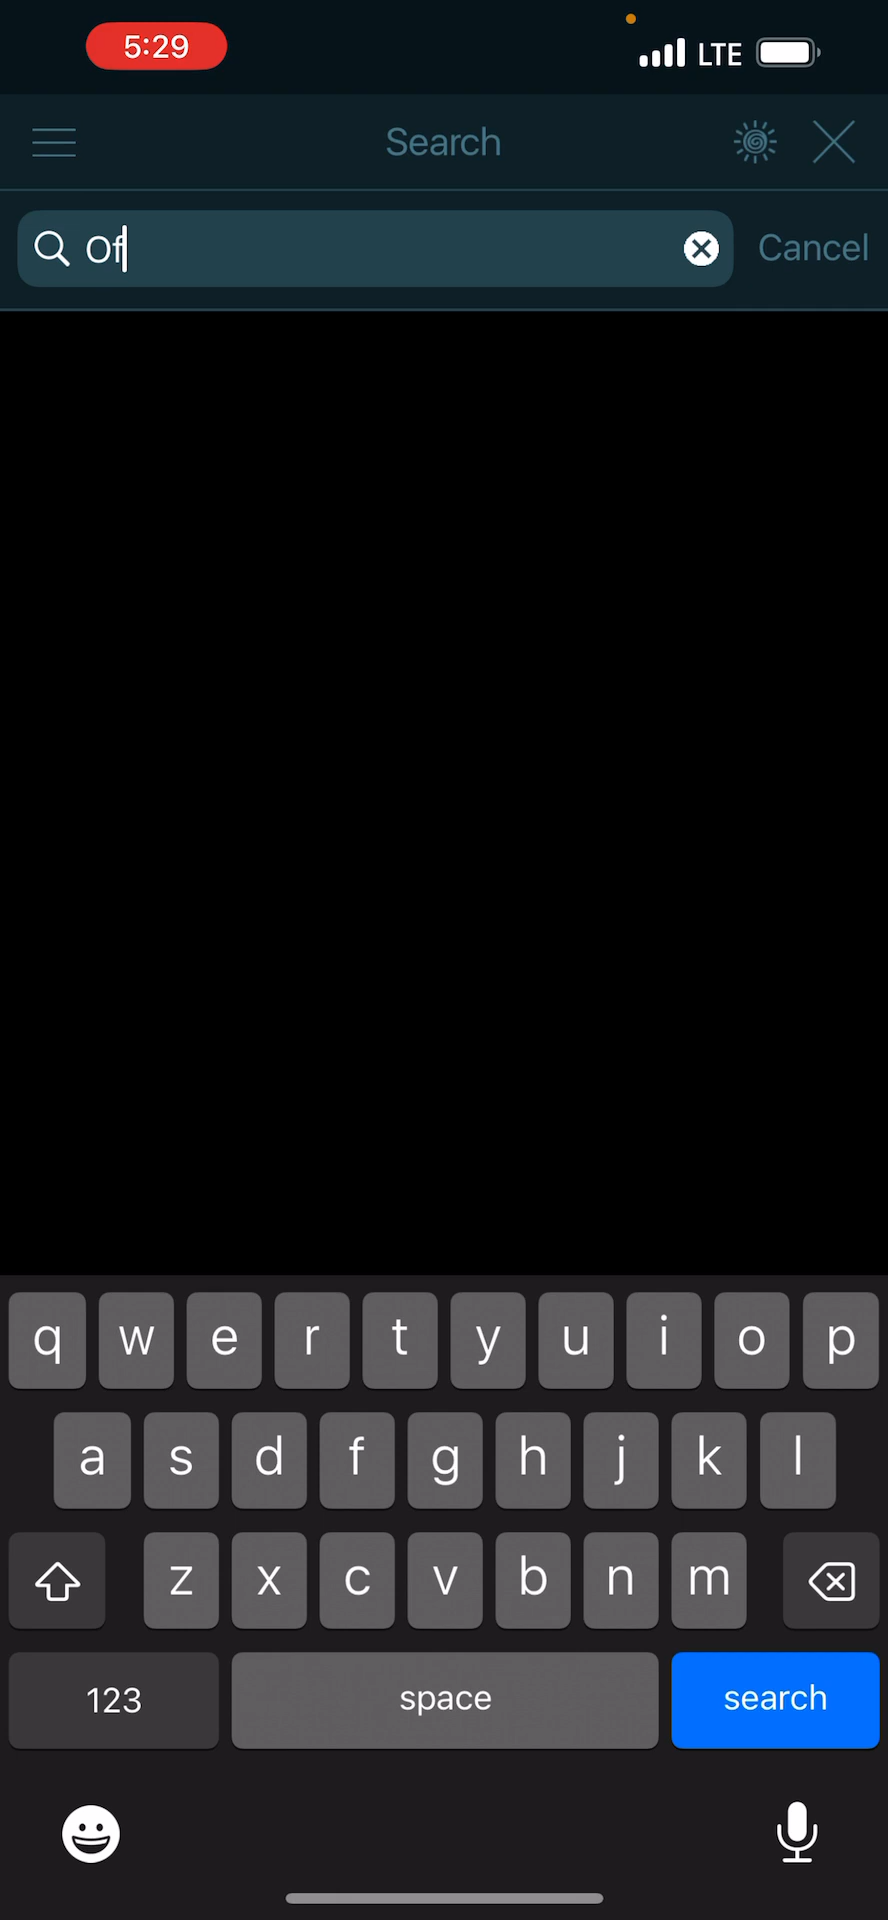 5:29 LTE
Search
Of Cancel
q w e r t y u i o p
a s d f g h j k l
z x c v b n m
123 space search